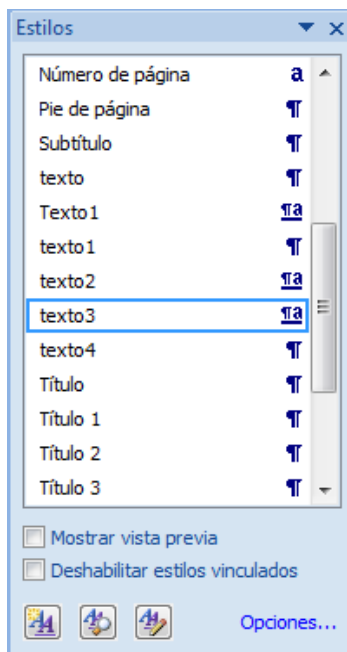 Estilos
Número de página a
Pie de página ¶
Subtítulo ¶
texto ¶
Texto1 ¶a
texto1 ¶
texto2 ¶a
texto3 ¶a
texto4 ¶
Título ¶
Título 1 ¶
Título 2 ¶
Título 3 ¶
Mostrar vista previa
Deshabilitar estilos vinculados
Opciones...